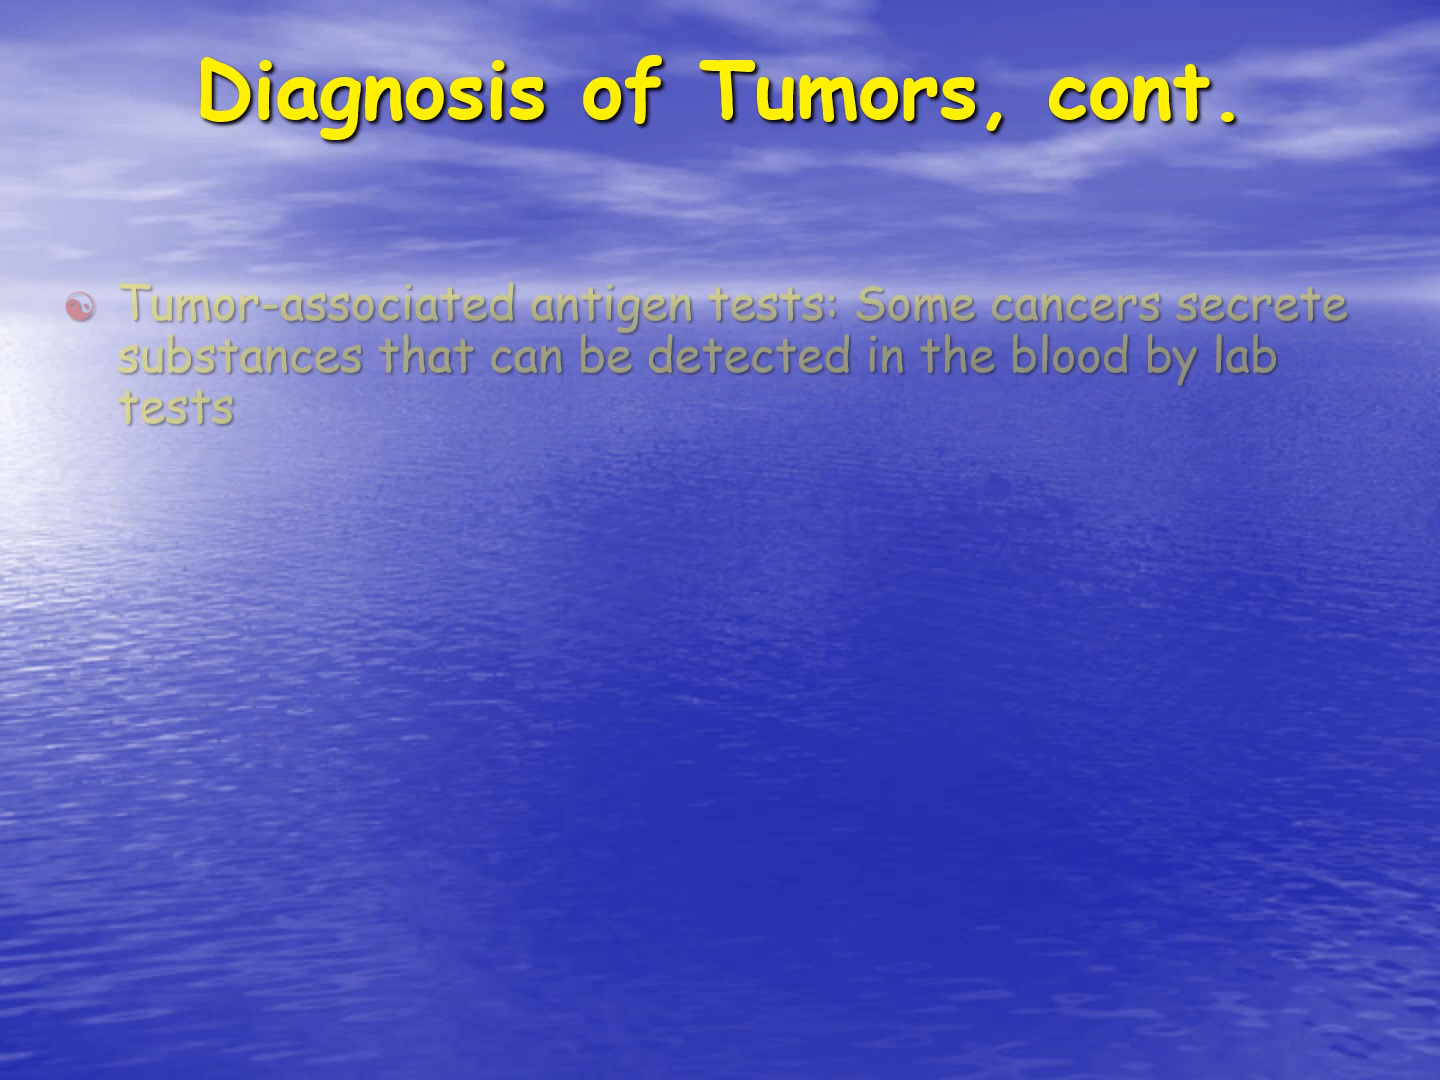 Diagnosis of Tumors, cont.
Tumor-associated antigen tests: Some cancers secrete
substances that can be detected in the blood by lab
tests